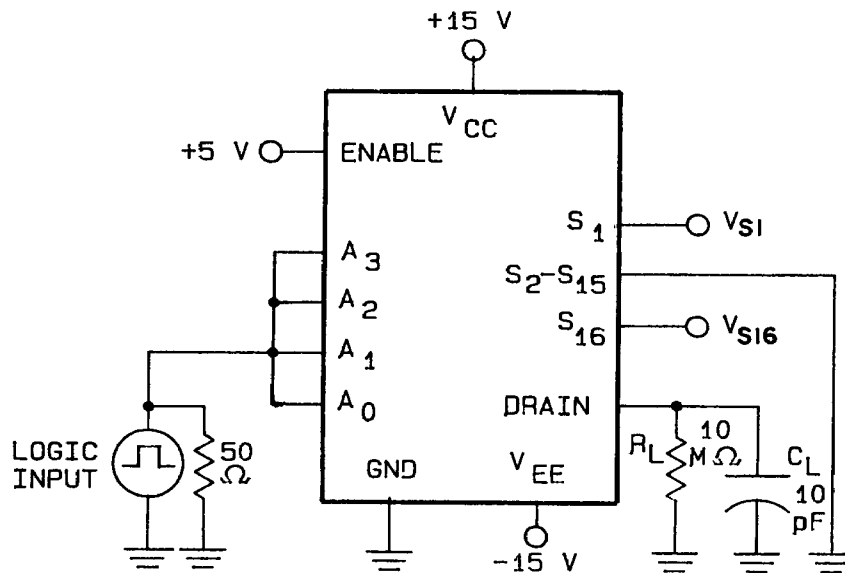 +15 V
V CC
+5 V
ENABLE
S 1
V S1
A 3
S 2 -S 15
A 2
S 16
V S16
A 1
A 0
DRAIN
LOGIC
INPUT
50
Ω
GND
V EE
R L
10
M Ω
C L
10
pF
-15 V